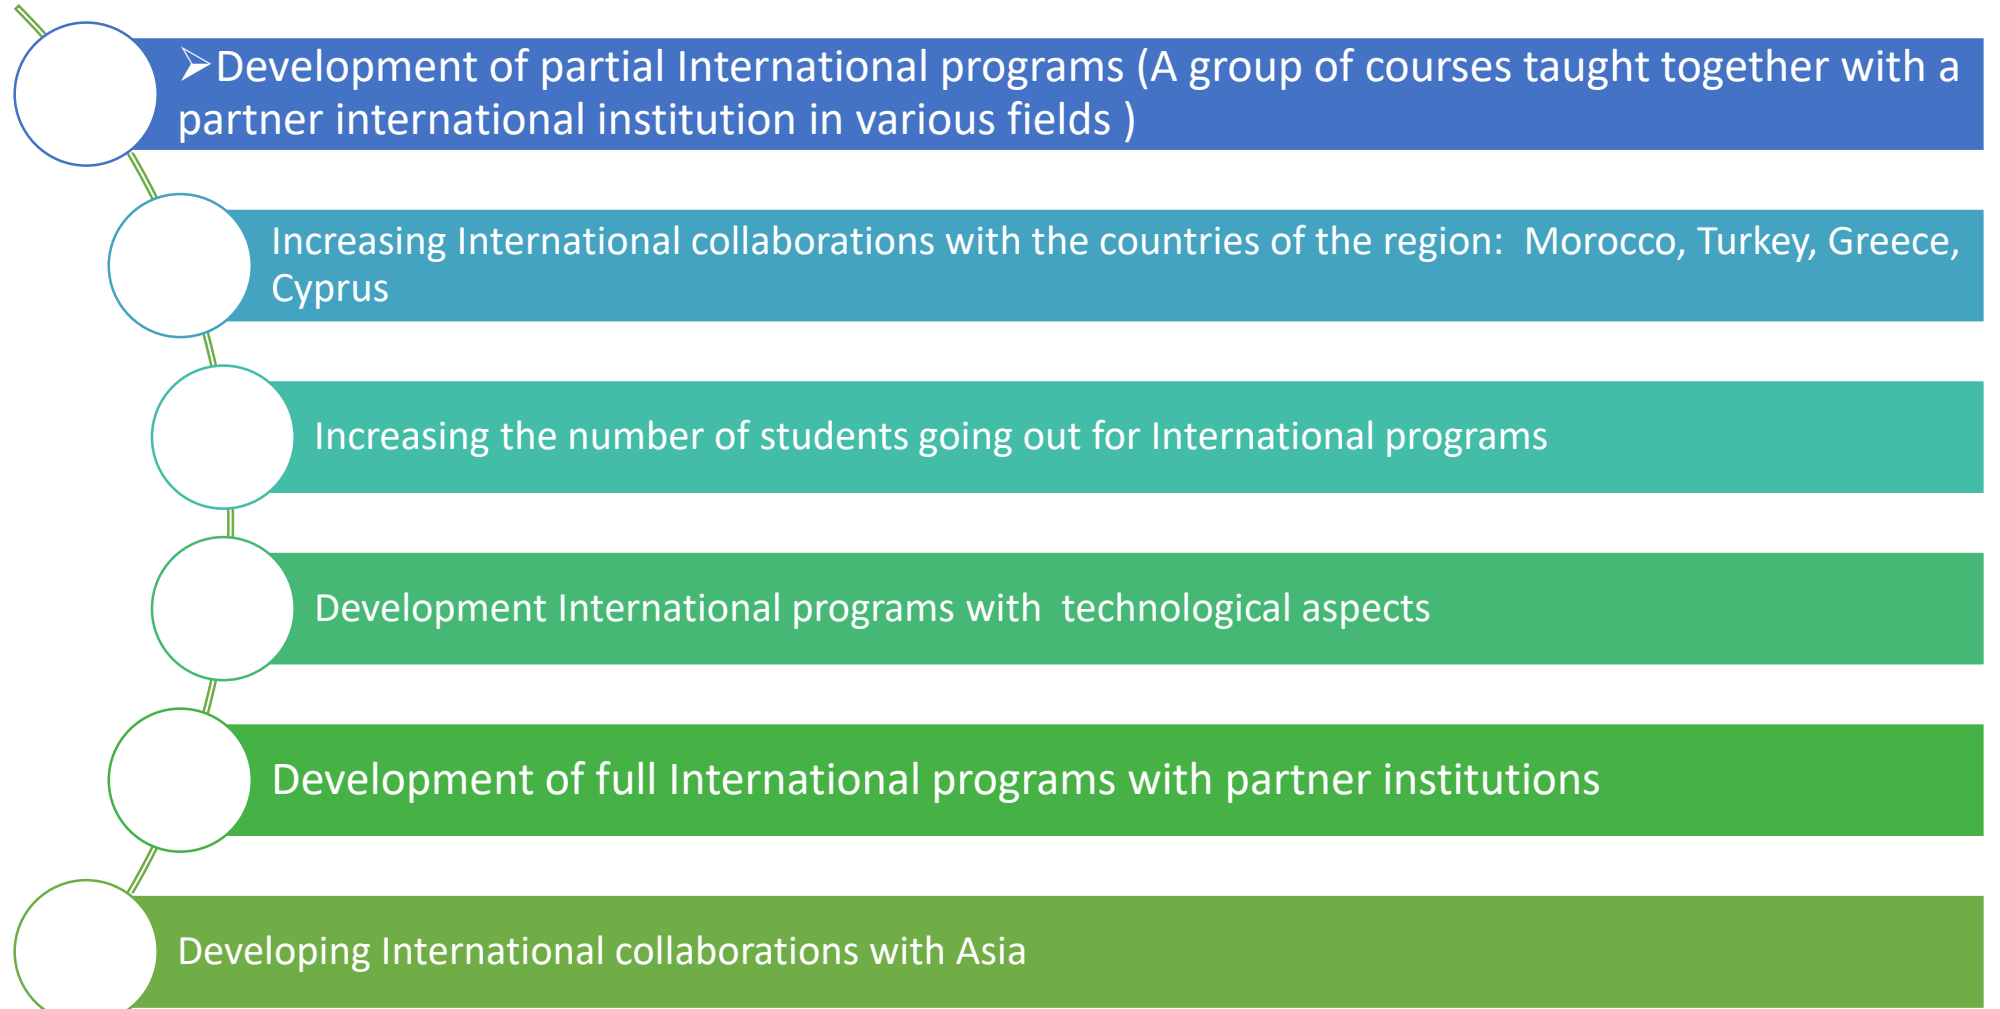 ➢Development of partial International programs (A group of courses taught together with a
partner international institution in various fields )
Increasing International collaborations with the countries of the region:  Morocco, Turkey, Greece,
Cyprus
Increasing the number of students going out for International programs
Development International programs with  technological aspects
Development of full International programs with partner institutions
Developing International collaborations with Asia